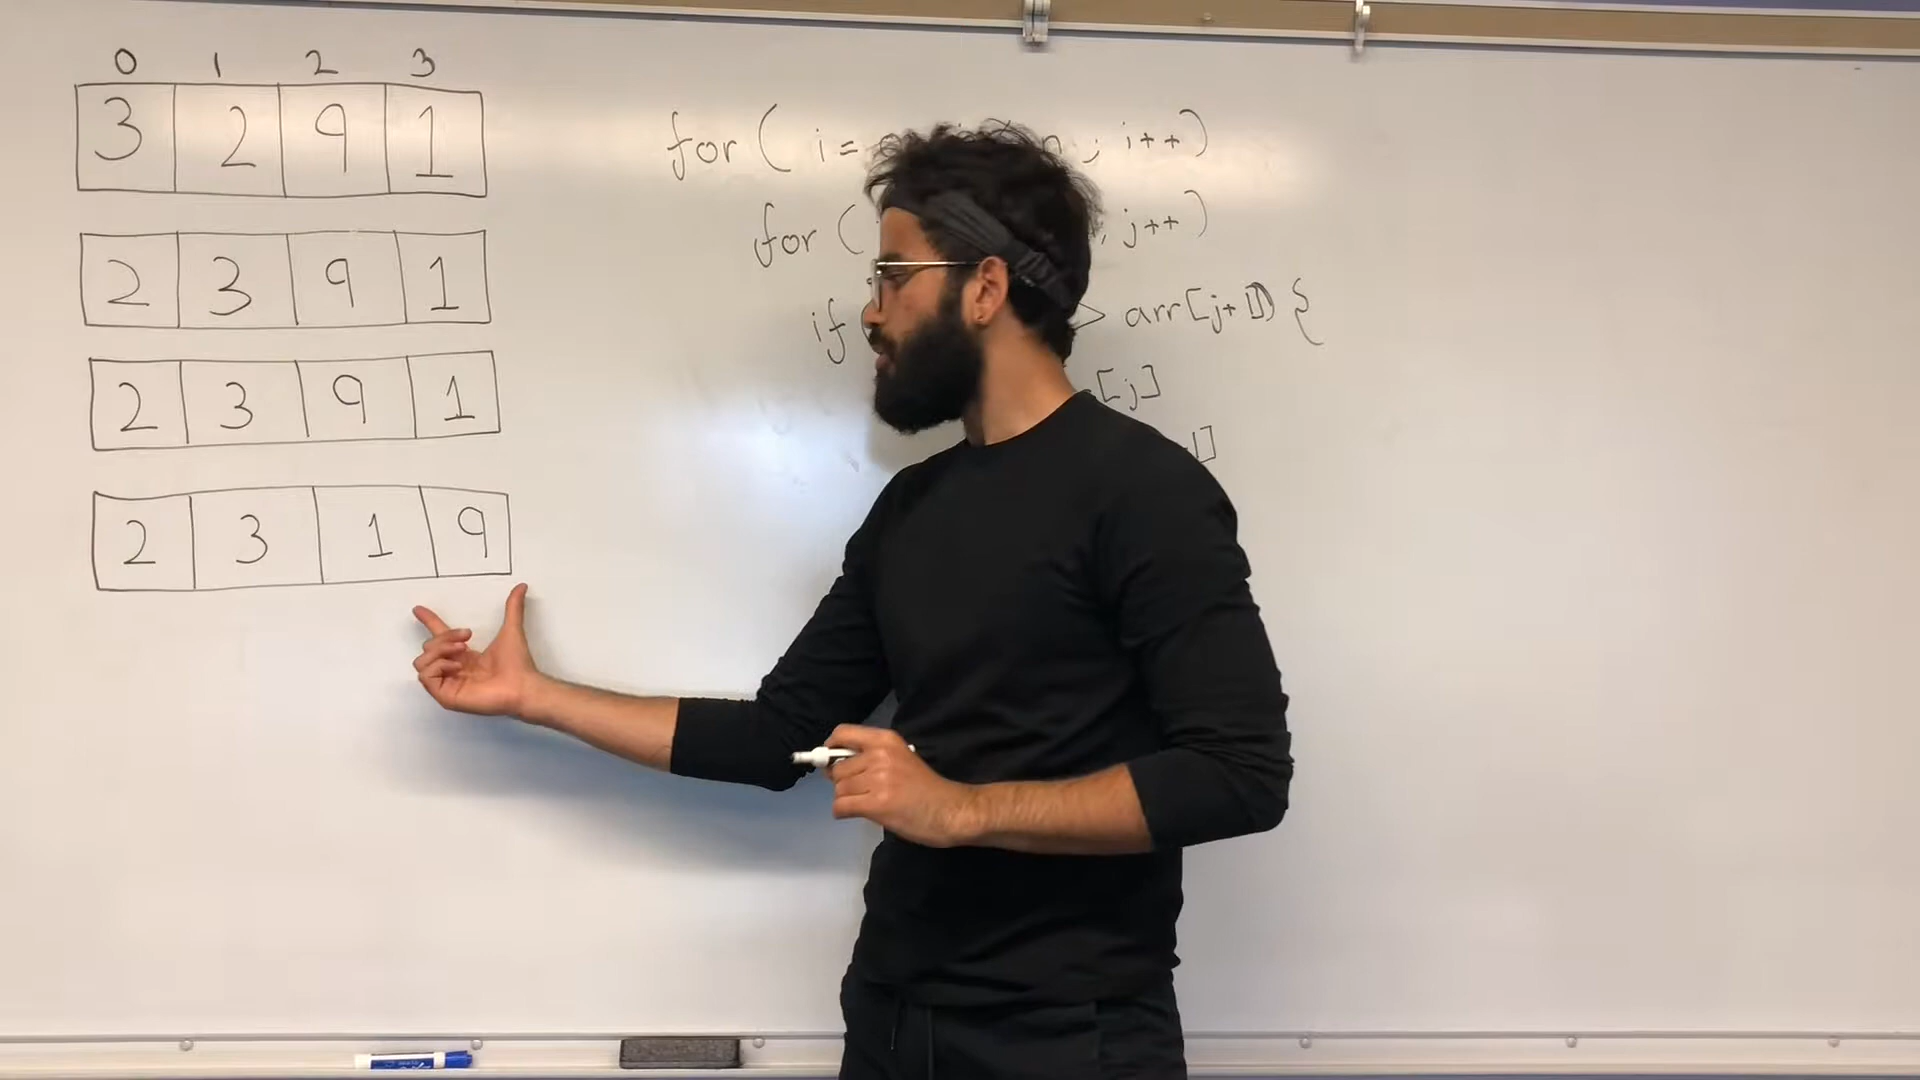 0 1 2 3
3 2 9 1
2 3 9 1
2 3 9 1
2 3 1 9
for ( i = n ; i++)
for ( , j++)
if > arr[j+1]) {
[j]
1]